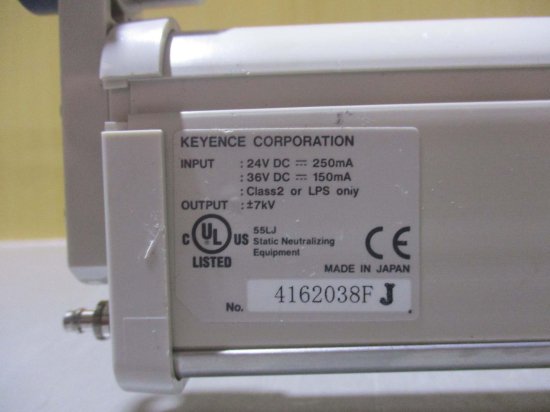 KEYENCE CORPORATION
INPUT : 24V DC ⎓ 250mA
: 36V DC ⎓ 150mA
: Class2 or LPS only
OUTPUT : ±7kV
C UL US LISTED
55LJ
Static Neutralizing
Equipment
CE
MADE IN JAPAN
No. 4162038F J